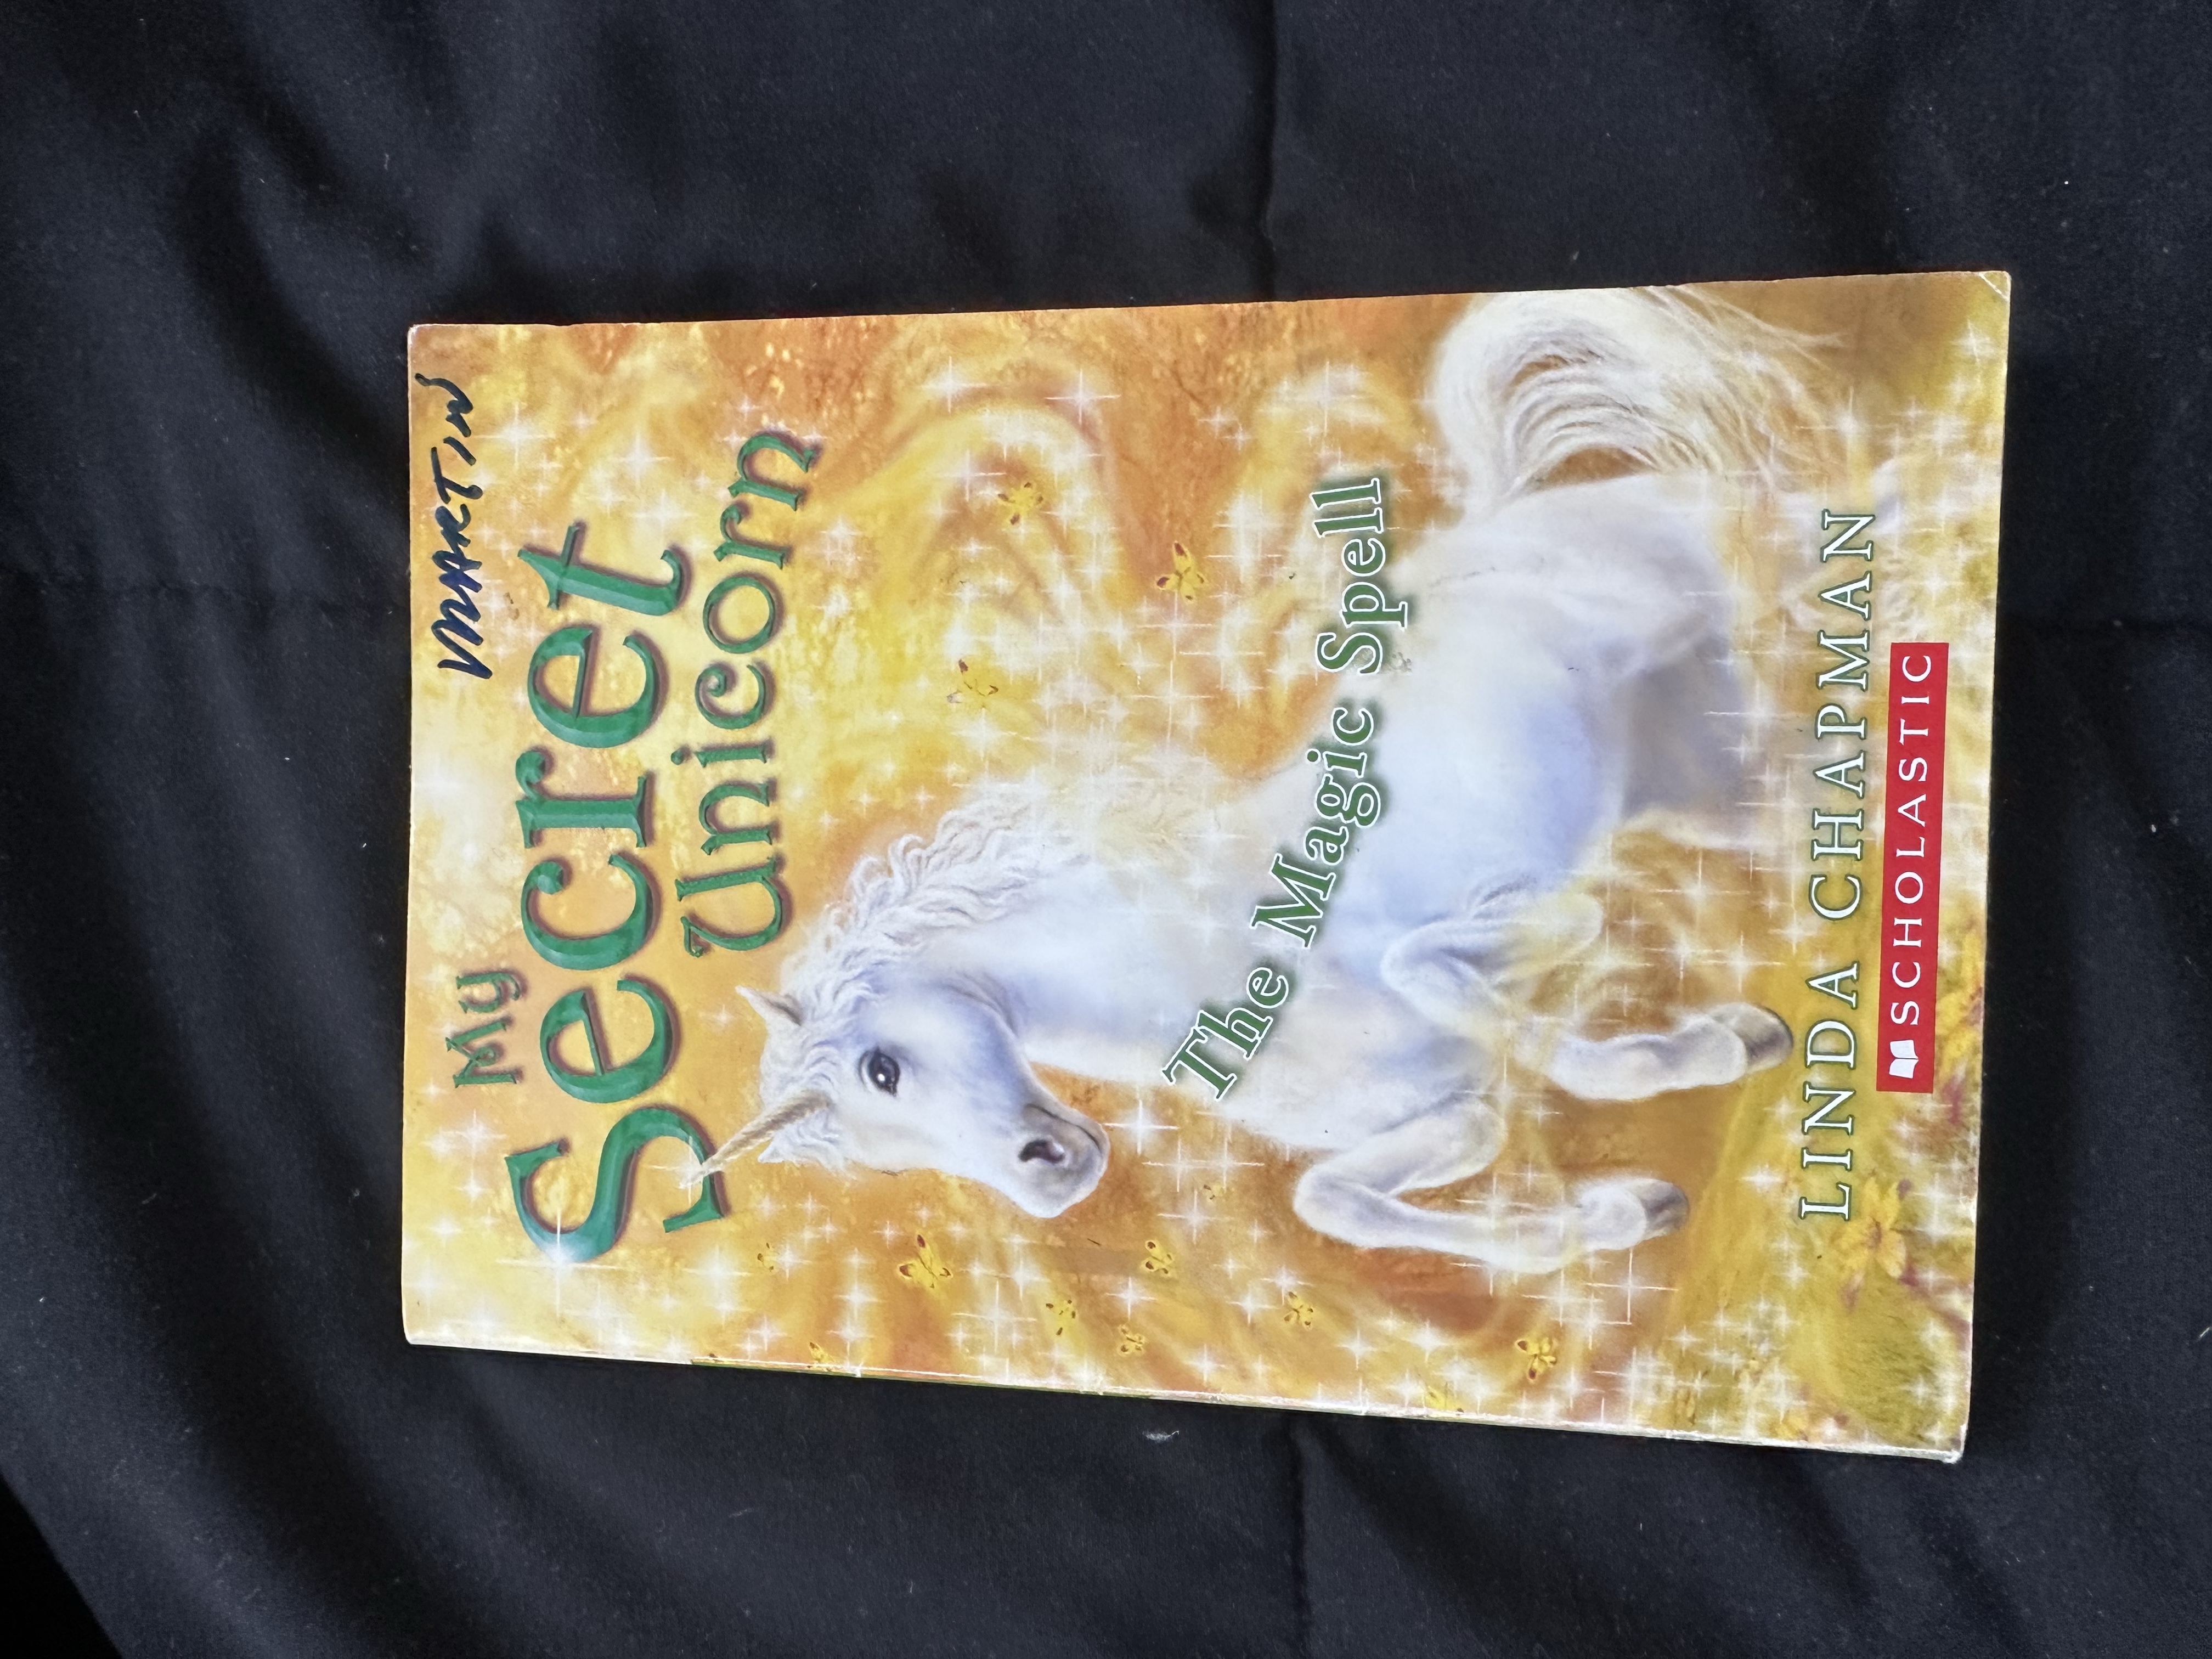 MARTIN
My
Secret
Unicorn
The Magic Spell
LINDA CHAPMAN
SCHOLASTIC